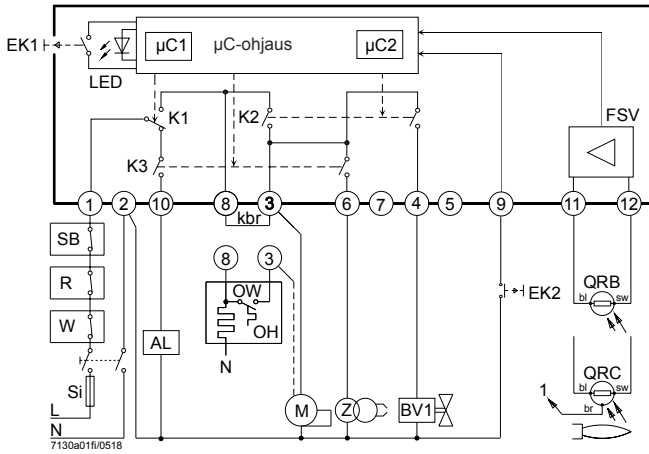 EK1
LED
µC1
µC-ohjaus
µC2
FSV
K1
K2
K3
1
2
10
8
3
6
7
4
5
9
11
12
kbr
SB
R
W
Si
L
N
8
3
OW
OH
N
AL
M
Z
BV1
EK2
bl
sw
QRB
bl
sw
QRC
1
br
7130a01fi/0518